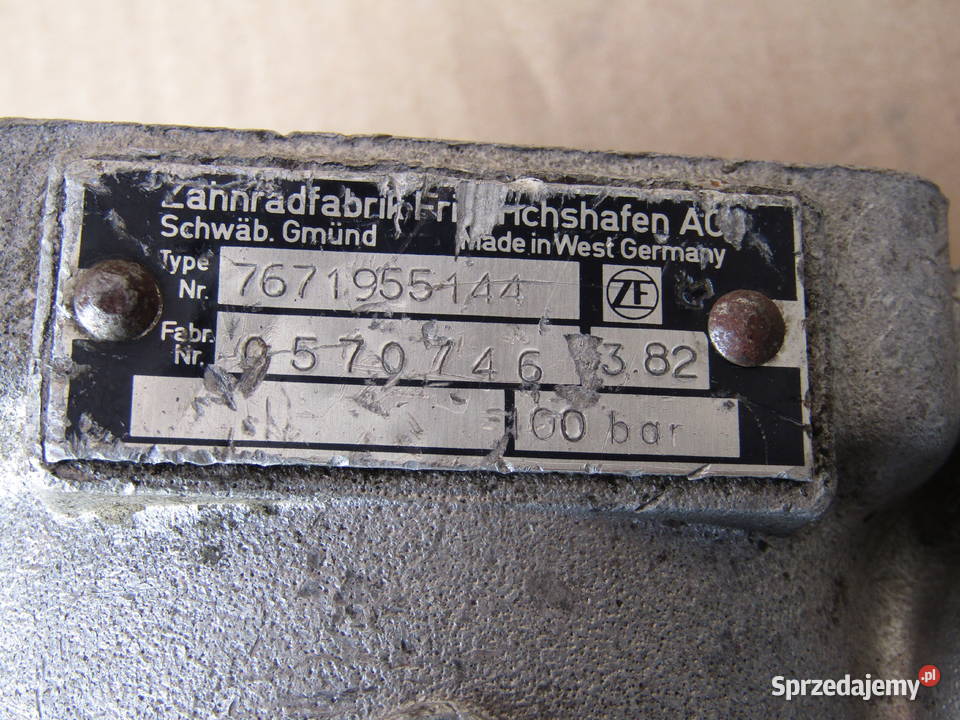 Zahnradfabrik Friedrichshafen AG
Schwäb. Gmünd Made in West Germany
Type Nr. 7671955144 ZF
Fabr. Nr. 0570746 3.82
100 bar
Sprzedajemy.pl